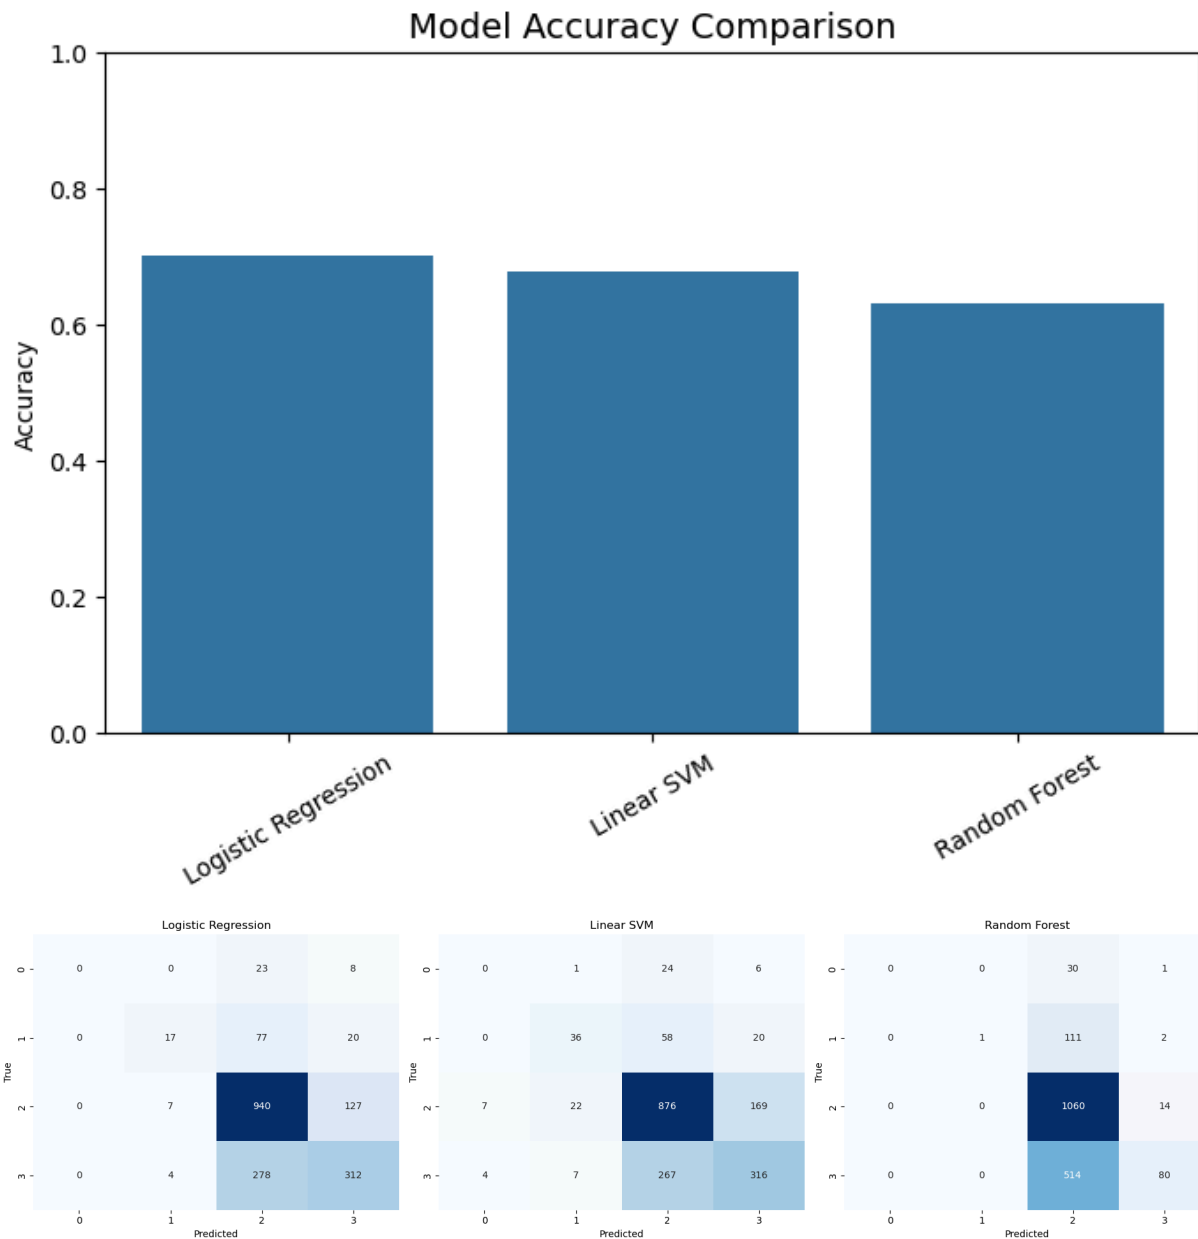 Model Accuracy Comparison
1.0
0.8
0.6
0.4
0.2
0.0
Accuracy
Logistic Regression
Linear SVM
Random Forest
Logistic Regression
0 0 0 23 8
1 0 17 77 20
2 0 7 940 127
3 0 4 278 312
True
0 1 2 3
Predicted
Linear SVM
0 0 1 24 6
1 0 36 58 20
2 7 22 876 169
3 4 7 267 316
True
0 1 2 3
Predicted
Random Forest
0 0 0 30 1
1 0 1 111 2
2 0 0 1060 14
3 0 0 514 80
True
0 1 2 3
Predicted